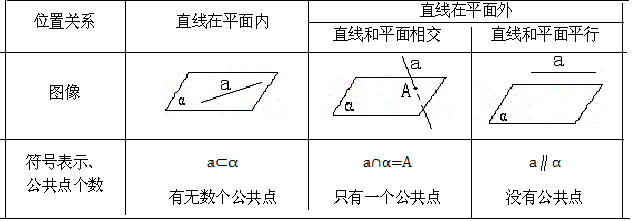 位置关系
直线在平面内
直线在平面外
直线和平面相交
直线和平面平行
图像
a
α
a
A
α
a
α
符号表示、
公共点个数
a⊂α
有无数个公共点
a∩α=A
只有一个公共点
a∥α
没有公共点